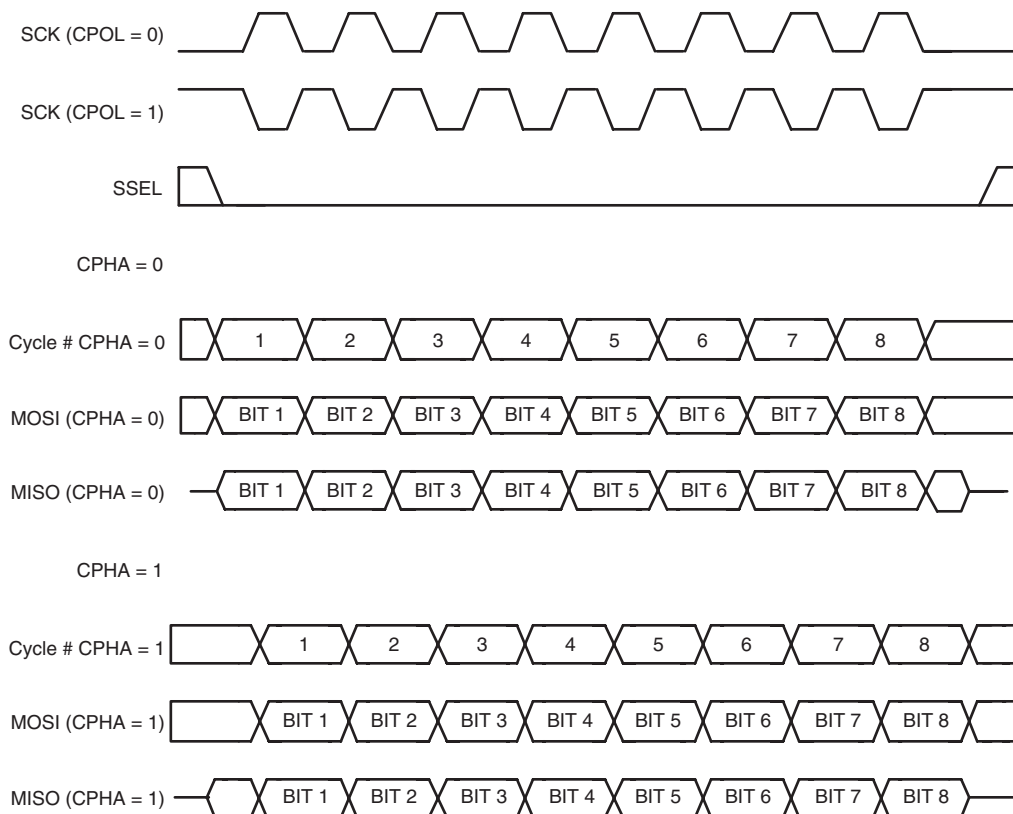 SCK (CPOL = 0)
SCK (CPOL = 1)
SSEL
CPHA = 0
Cycle # CPHA = 0 1 2 3 4 5 6 7 8
MOSI (CPHA = 0) BIT 1 BIT 2 BIT 3 BIT 4 BIT 5 BIT 6 BIT 7 BIT 8
MISO (CPHA = 0) BIT 1 BIT 2 BIT 3 BIT 4 BIT 5 BIT 6 BIT 7 BIT 8
CPHA = 1
Cycle # CPHA = 1 1 2 3 4 5 6 7 8
MOSI (CPHA = 1) BIT 1 BIT 2 BIT 3 BIT 4 BIT 5 BIT 6 BIT 7 BIT 8
MISO (CPHA = 1) BIT 1 BIT 2 BIT 3 BIT 4 BIT 5 BIT 6 BIT 7 BIT 8